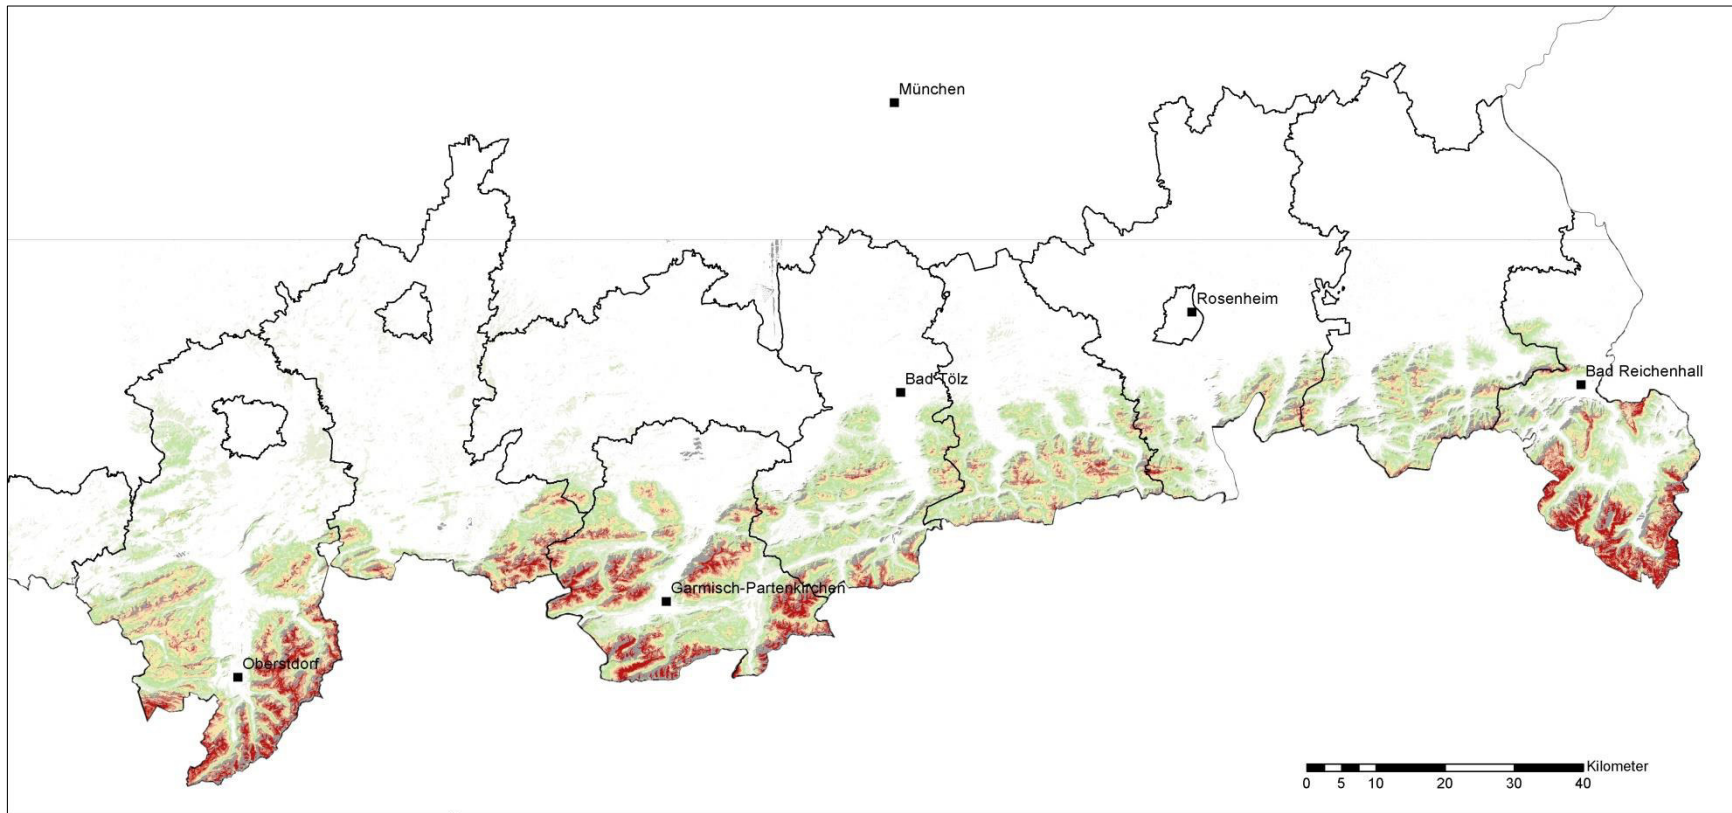 München
Rosenheim
Bad Tölz
Bad Reichenhall
Garmisch-Partenkirchen
Oberstdorf
Kilometer
0 5 10 20 30 40